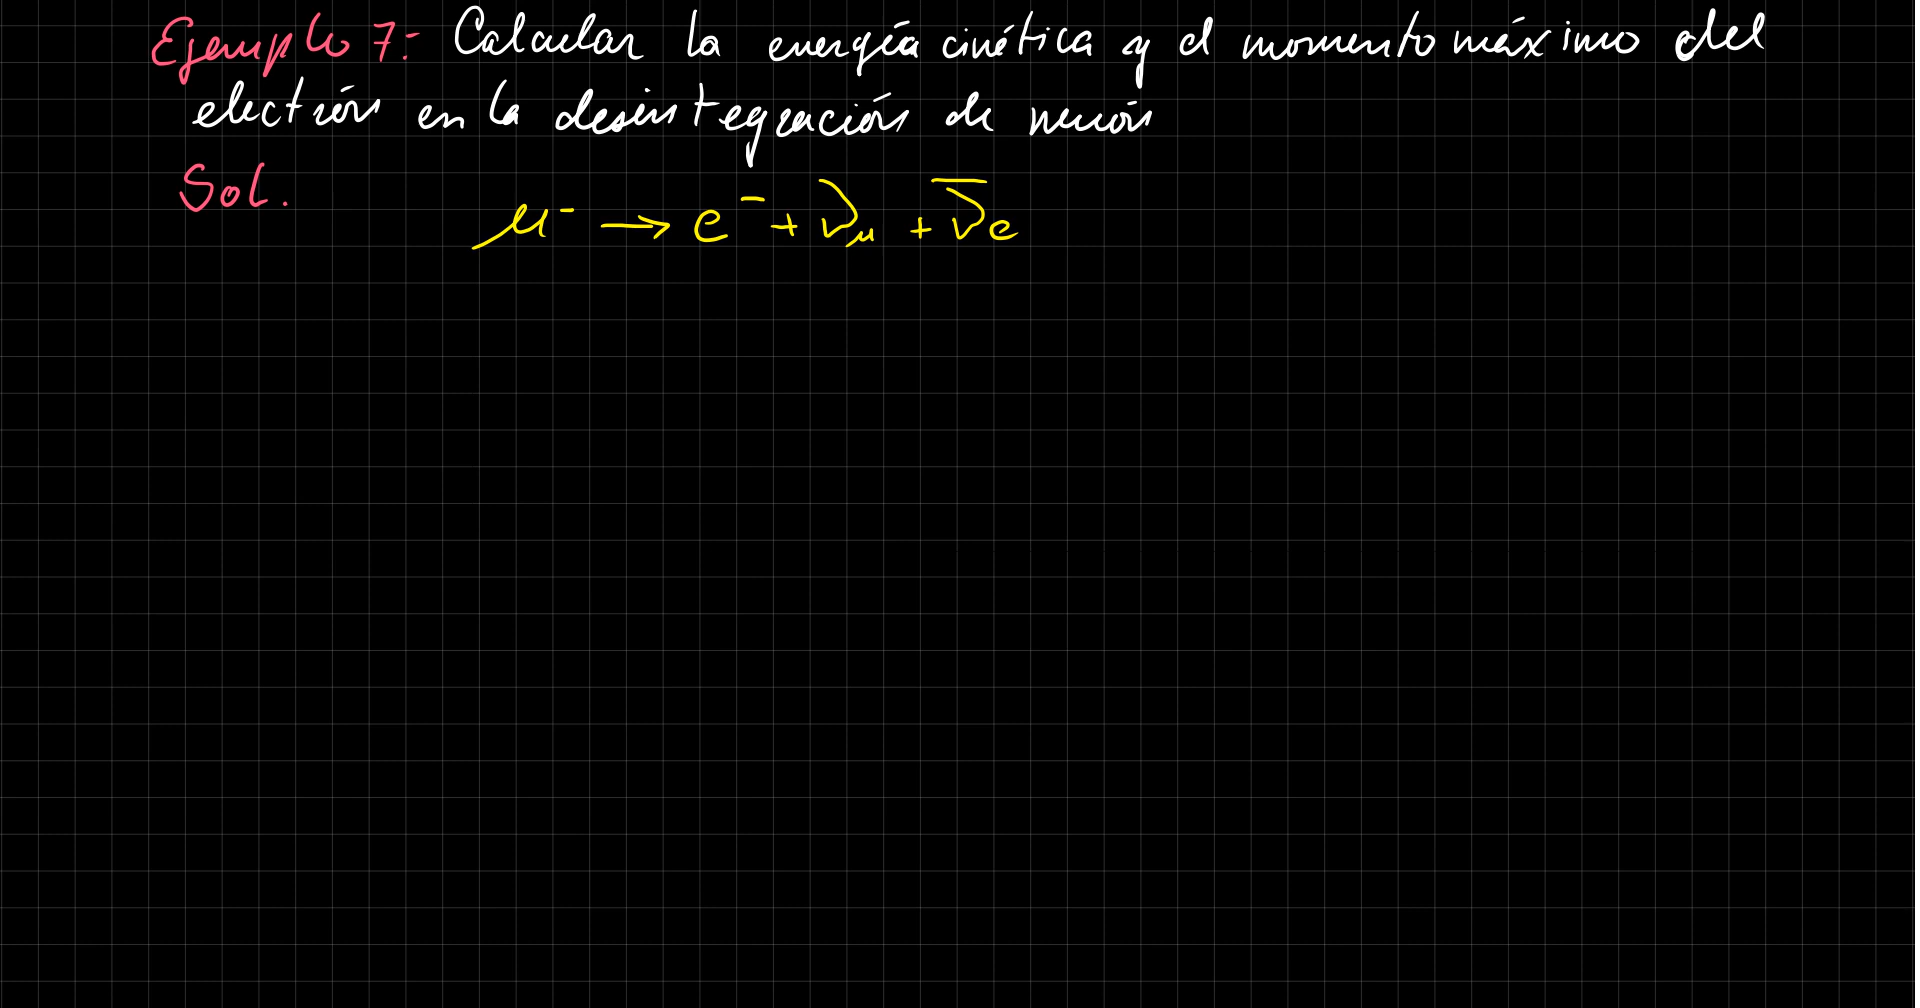 Ejemplo 7: Calcular la energía cinética y el momento máximo del
electrón en la desintegración de muón
Sol.
μ⁻ → e⁻ + ν_μ + ν̅_e